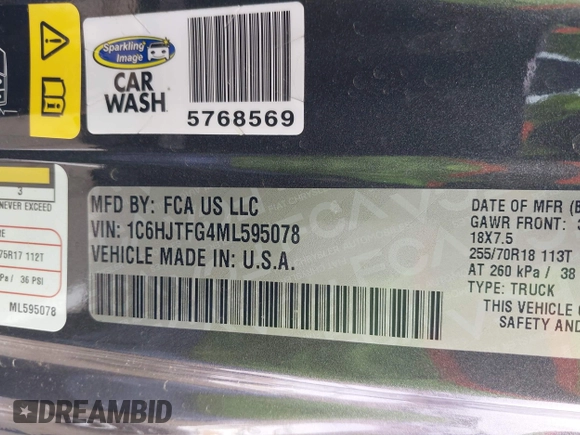 Sparkling
Image
CAR
WASH
5768569
3
NEVER EXCEED
RE
75R17 112T
Pa / 36 PSI
ML595078
MFD BY: FCA US LLC
VIN: 1C6HJTFG4ML595078
VEHICLE MADE IN: U.S.A.
DATE OF MFR (B
GAWR FRONT: 3
18X7.5
255/70R18 113T
AT 260 kPa / 38
TYPE: TRUCK
THIS VEHICLE C
SAFETY AND
DREAMBID